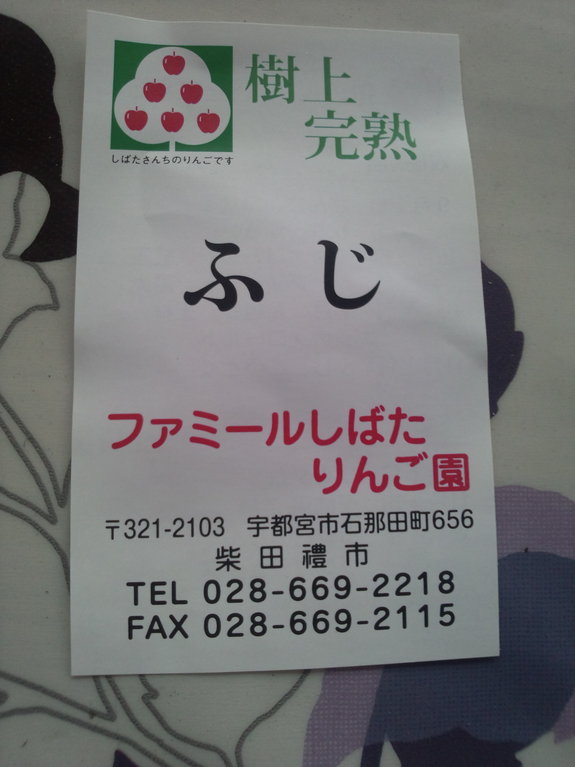 しばたさんちのりんごです
樹上
完熟
ふじ
ファミールしばた
りんご園
〒321-2103 宇都宮市石那田町656
柴田禮市
TEL 028-669-2218
FAX 028-669-2115